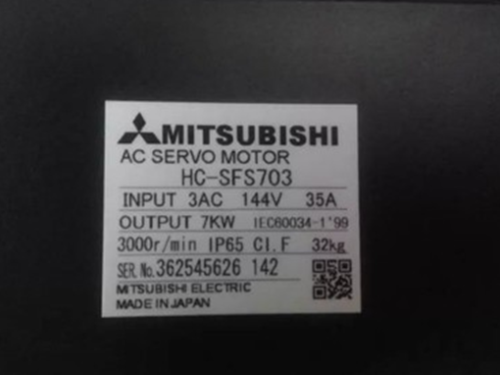 MITSUBISHI
AC SERVO MOTOR
HC-SFS703
INPUT 3AC 144V 35A
OUTPUT 7KW IEC60034-1'99
3000r/min IP65 CI.F 32kg
SER.No.362545626 142
MITSUBISHI ELECTRIC
MADE IN JAPAN